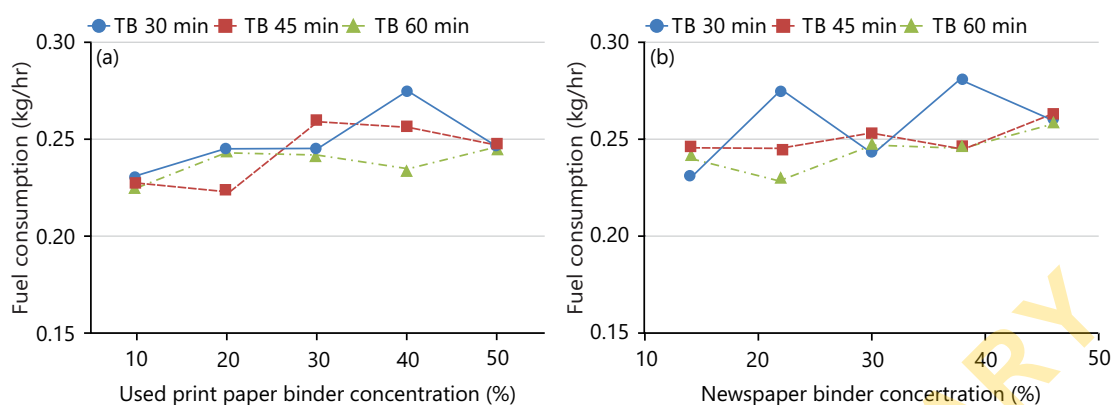 TB 30 min TB 45 min TB 60 min
(a)
Fuel consumption (kg/hr)
0.30
0.25
0.20
0.15
10 20 30 40 50
Used print paper binder concentration (%)
TB 30 min TB 45 min TB 60 min
(b)
Fuel consumption (kg/hr)
0.30
0.25
0.20
0.15
10 20 30 40 50
Newspaper binder concertration (%)
R Y